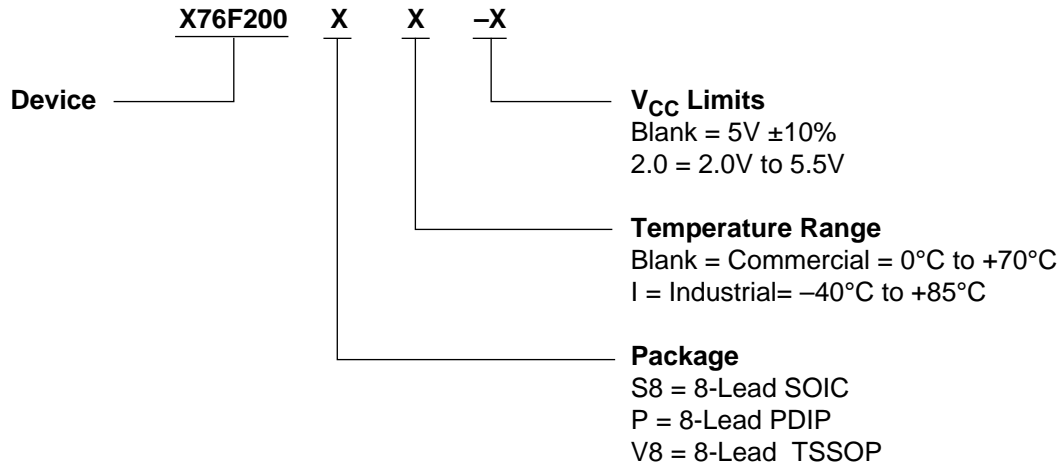 X76F200 X X –X
Device
VCC Limits
Blank = 5V ±10%
2.0 = 2.0V to 5.5V
Temperature Range
Blank = Commercial = 0°C to +70°C
I = Industrial= –40°C to +85°C
Package
S8 = 8-Lead SOIC
P = 8-Lead PDIP
V8 = 8-Lead TSSOP